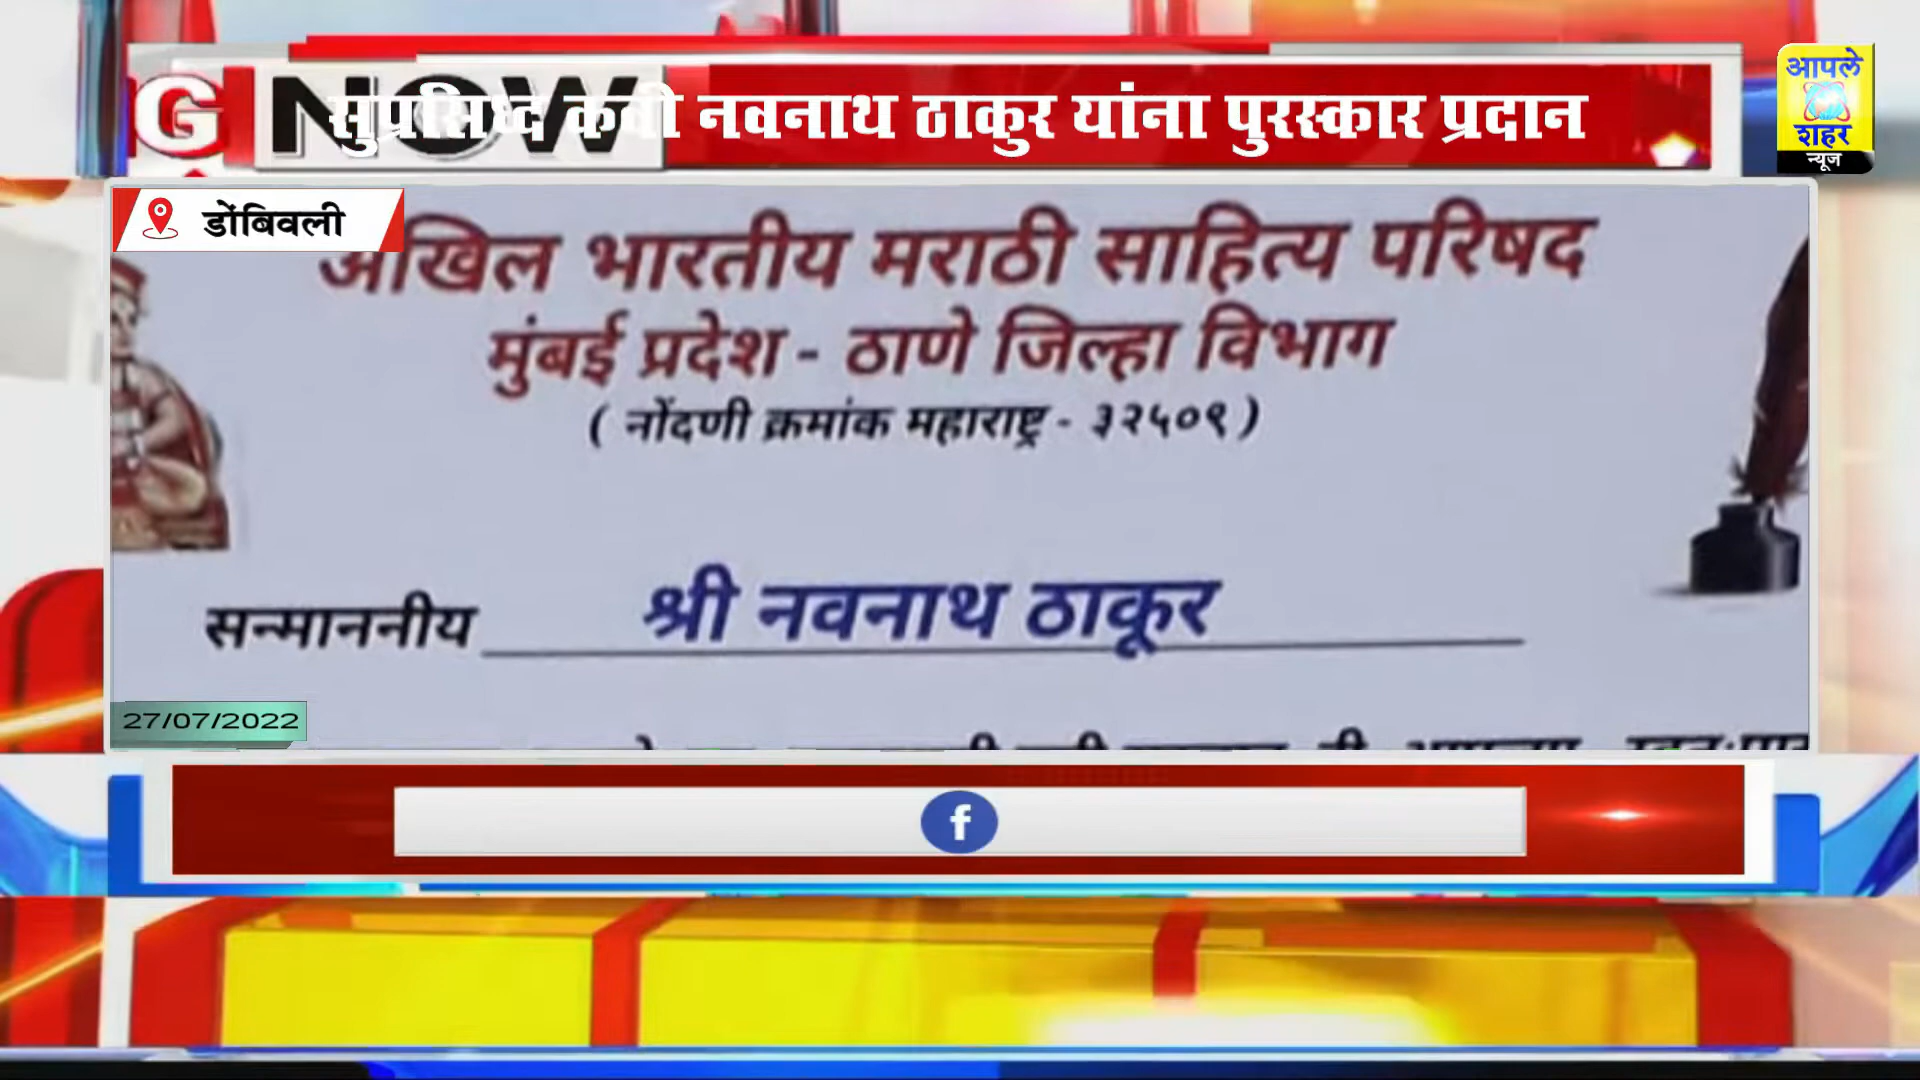 G NOW
सुप्रसिध्द कवी नवनाथ ठाकुर यांना पुरस्कार प्रदान
आपले
शहर
न्यूज
डोंबिवली
अखिल भारतीय मराठी साहित्य परिषद
मुंबई प्रदेश - ठाणे जिल्हा विभाग
( नोंदणी क्रमांक महाराष्ट्र - ३२५०९ )
सन्माननीय श्री नवनाथ ठाकूर
27/07/2022
f